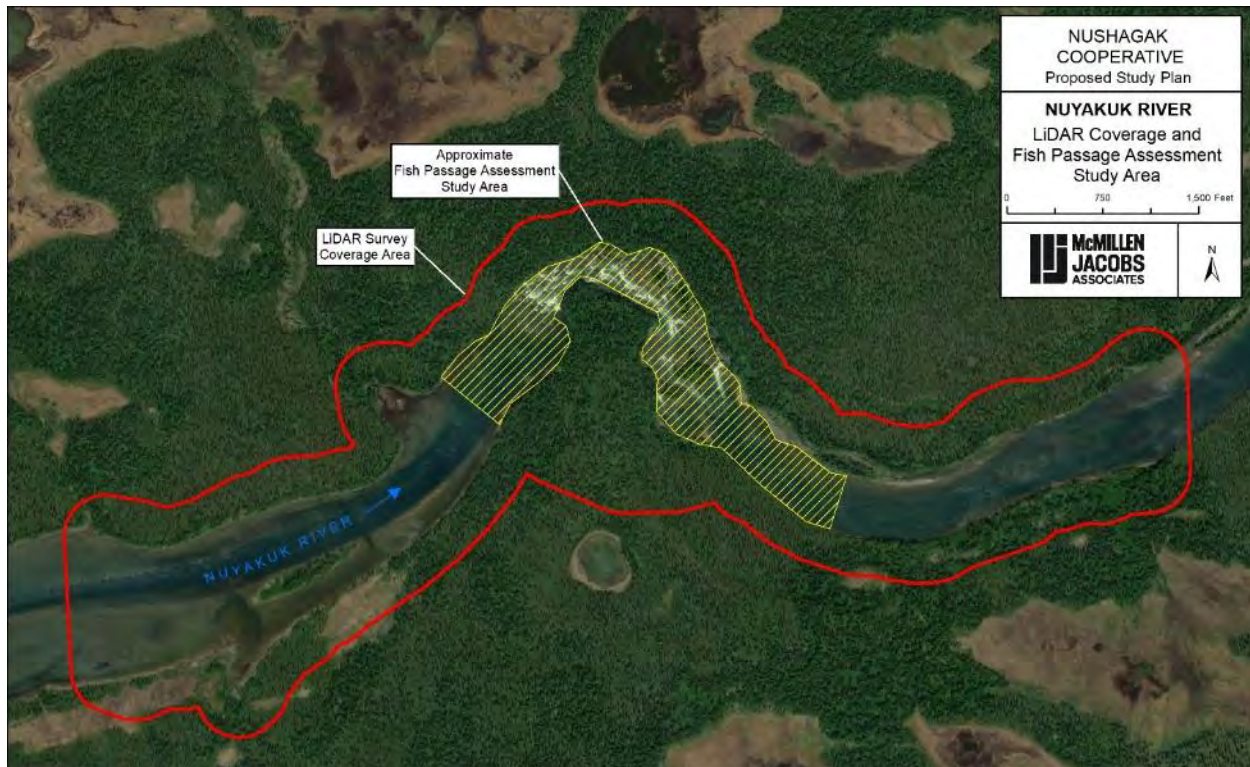 NUSHAGAK
COOPERATIVE
Proposed Study Plan
NUYAKUK RIVER
LiDAR Coverage and
Fish Passage Assessment
Study Area
0 750 1,500 Feet
McMILLEN
JACOBS
ASSOCIATES
N
Approximate
Fish Passage Assessment
Study Area
LiDAR Survey
Coverage Area
NUYAKUK RIVER